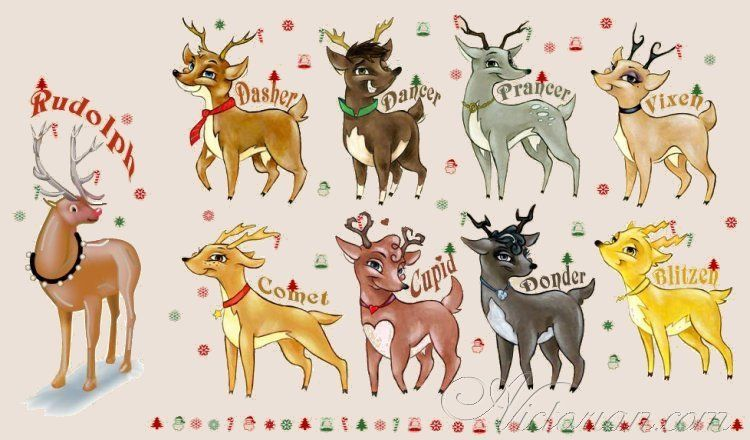 Rudolph
Dasher
Dancer
Prancer
Vixen
Comet
Cupid
Donder
Blitzen